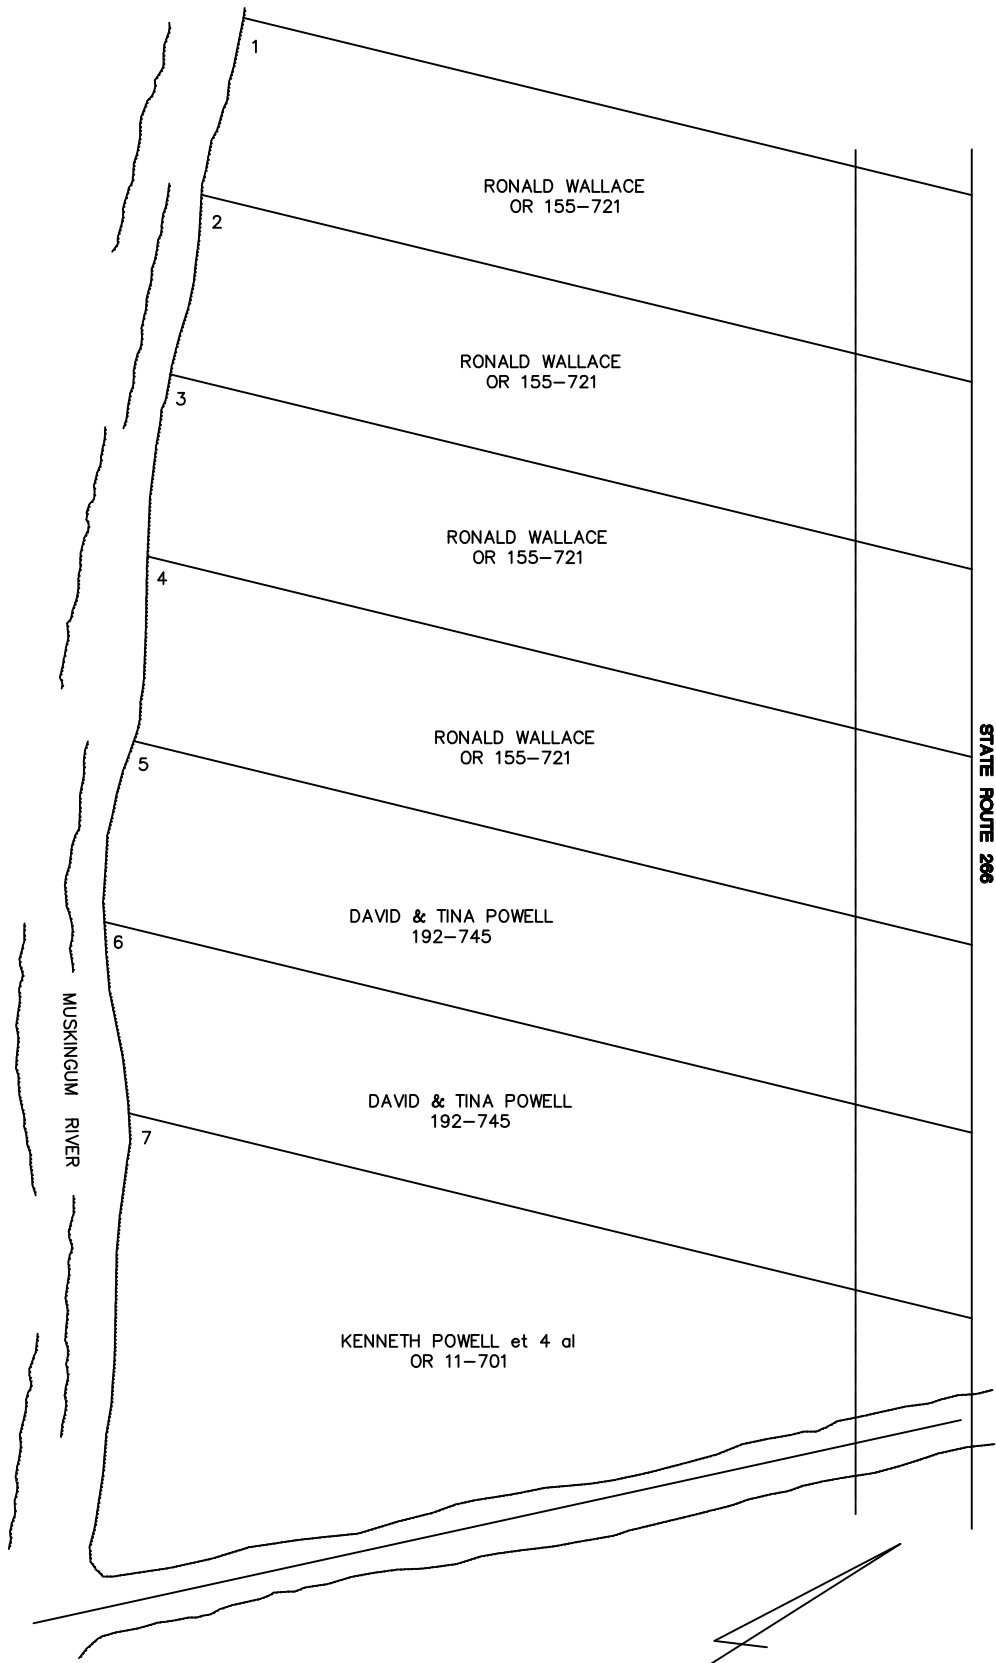 1
RONALD WALLACE
OR 155-721
2
RONALD WALLACE
OR 155-721
3
RONALD WALLACE
OR 155-721
4
RONALD WALLACE
OR 155-721
5
STATE ROUTE 266
DAVID & TINA POWELL
192-745
6
MUSKINGUM RIVER
DAVID & TINA POWELL
192-745
7
KENNETH POWELL et 4 al
OR 11-701